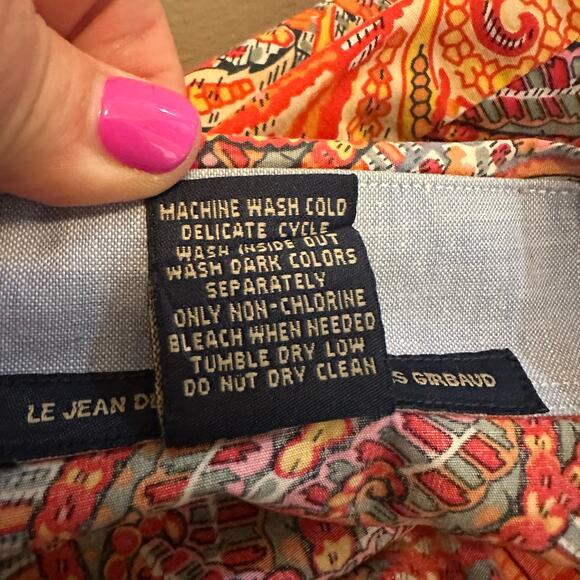 MACHINE WASH COLD
DELICATE CYCLE
WASH INSIDE OUT
WASH DARK COLORS
SEPARATELY
ONLY NON-CHLORINE
BLEACH WHEN NEEDED
TUMBLE DRY LOW
DO NUT DRY CLEAN
LE JEAN GIRBAUD